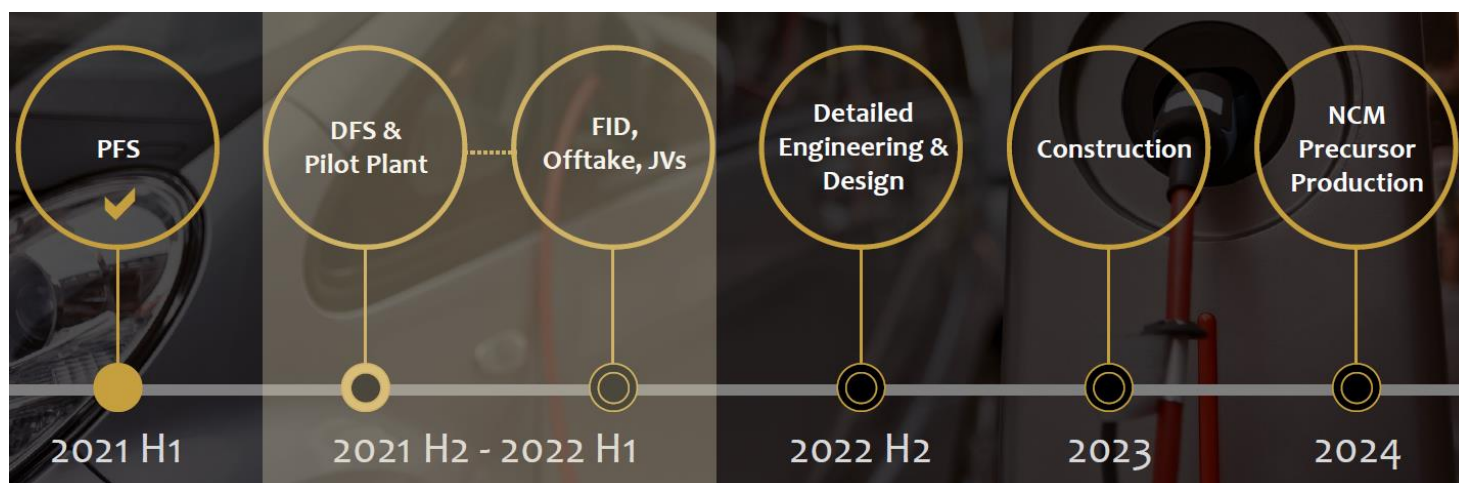 PFS
DFS &
Pilot Plant
FID,
Offtake, JVs
Detailed
Engineering &
Design
Construction
NCM
Precursor
Production
2021 H1
2021 H2 - 2022 H1
2022 H2
2023
2024